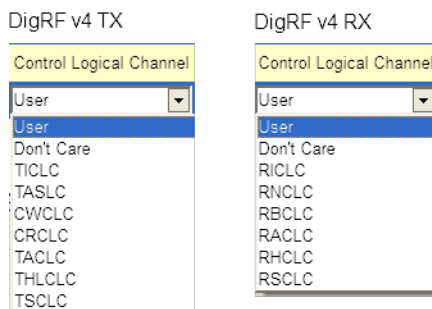 DigRF v4 TX
Control Logical Channel
User
User
Don't Care
TICLC
TASLC
CWCLC
CRCLC
TACLC
THLCLC
TSCLC
DigRF v4 RX
Control Logical Channel
User
User
Don't Care
RICLC
RNCLC
RBCLC
RACLC
RHCLC
RSCLC